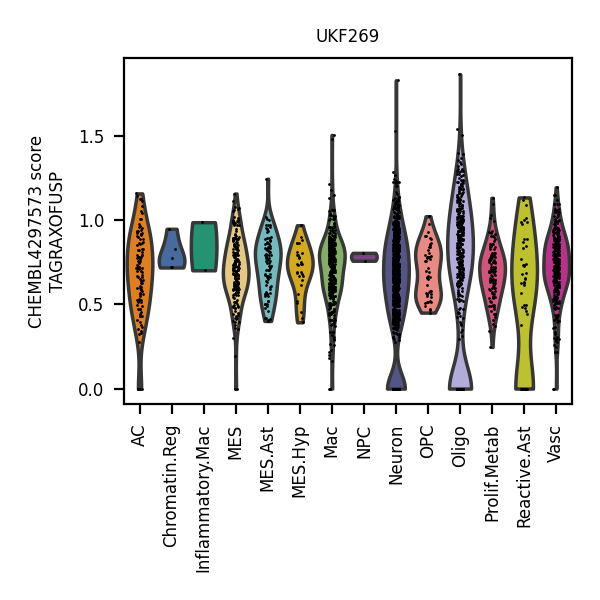 UKF269
CHEMBL4297573 score
TAGRAXOFUSP
1.5
1.0
0.5
0.0
AC
Chromatin.Reg
Inflammatory.Mac
MES
MES.Ast
MES.Hyp
Mac
NPC
Neuron
OPC
Oligo
Prolif.Metab
Reactive.Ast
Vasc